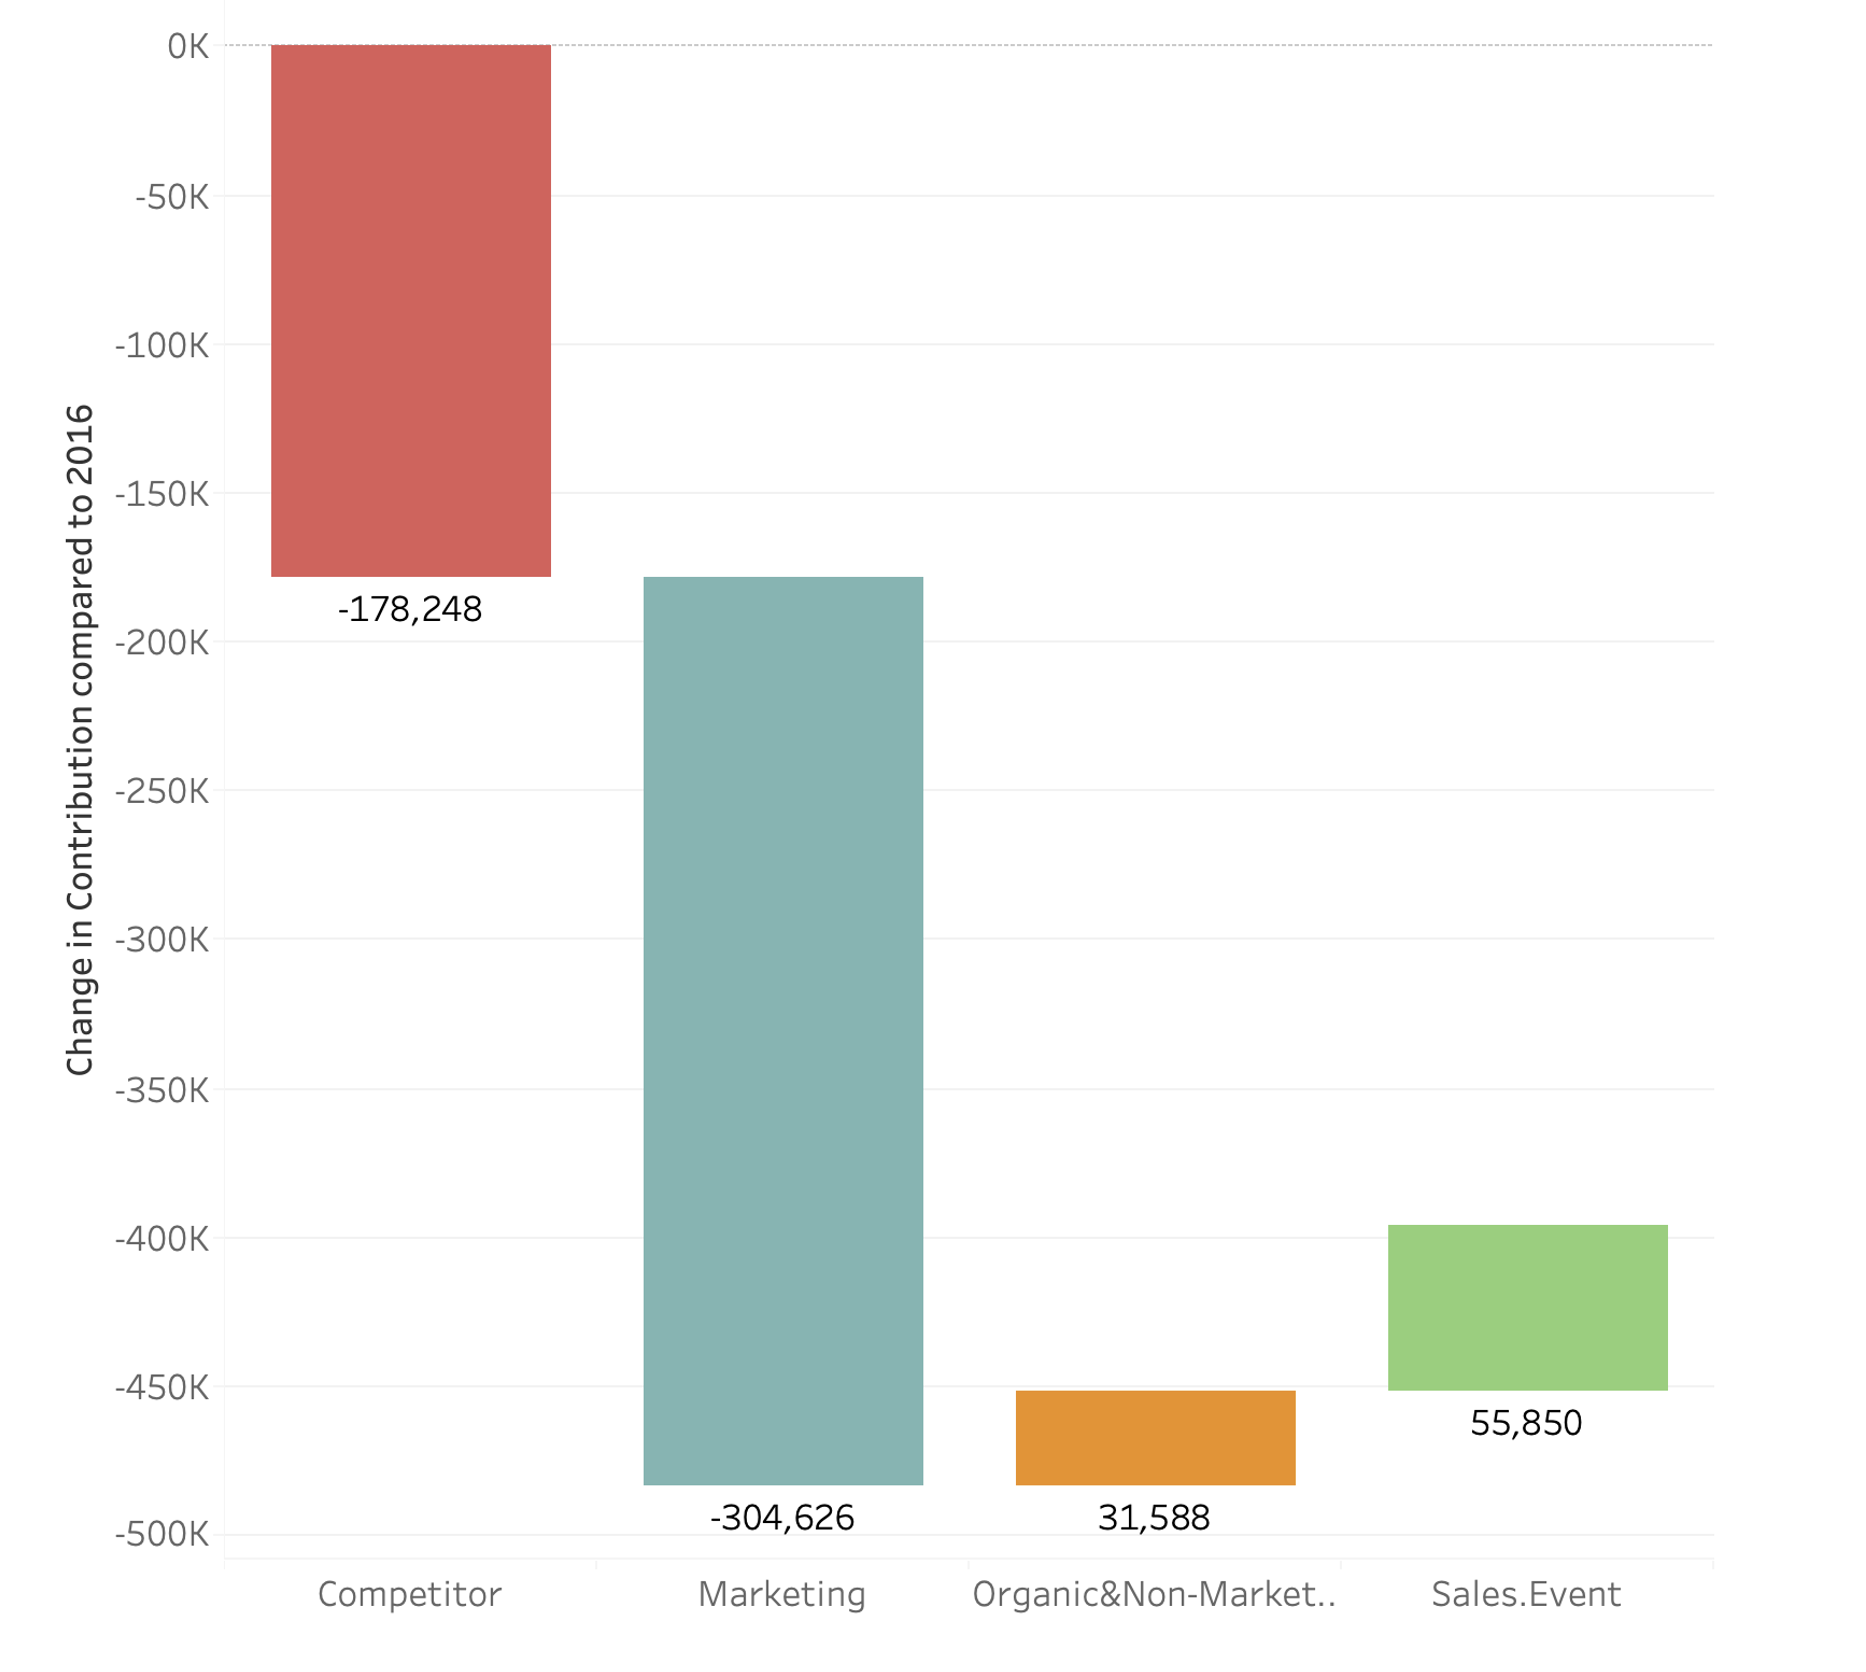 Change in Contribution compared to 2016
0K
-50K
-100K
-150K
-200K
-250K
-300K
-350K
-400K
-450K
-500K
-178,248
-304,626
31,588
55,850
Competitor
Marketing
Organic&Non-Market..
Sales.Event